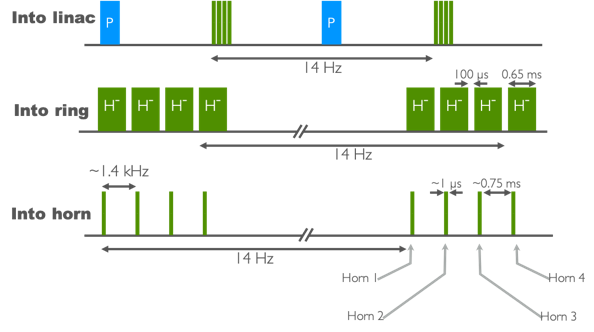 Into linac
P
P
14 Hz
100 µs
0.65 ms
Into ring
H⁻ H⁻ H⁻ H⁻
H⁻ H⁻ H⁻ H⁻
14 Hz
~1.4 kHz
~1 µs
~0.75 ms
Into horn
14 Hz
Horn 1
Horn 4
Horn 2
Horn 3